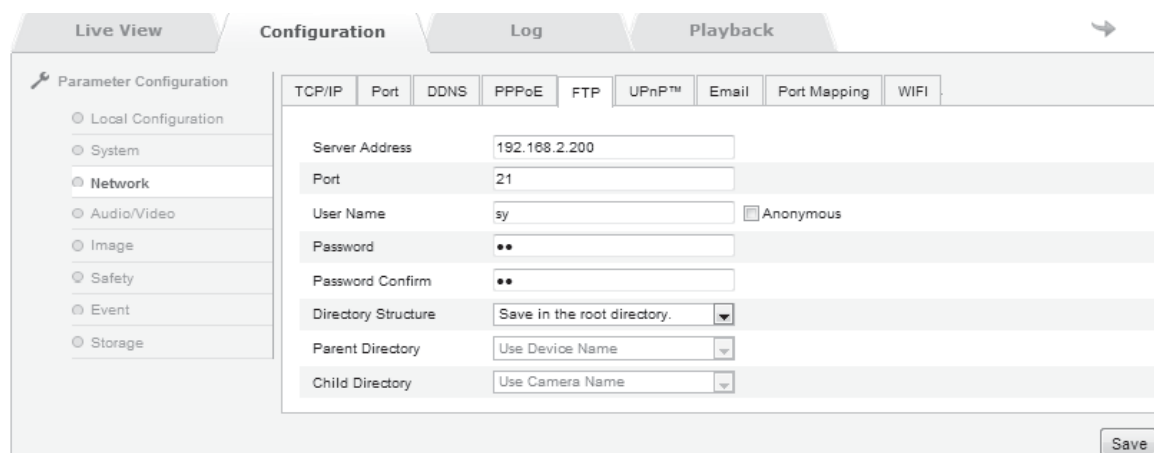 Live View Configuration Log Playback
Parameter Configuration
Local Configuration
System
Network
Audio/Video
Image
Safety
Event
Storage
TCP/IP Port DDNS PPPoE FTP UPnP™ Email Port Mapping WIFI
Server Address 192.168.2.200
Port 21
User Name sy Anonymous
Password ••
Password Confirm ••
Directory Structure Save in the root directory.
Parent Directory Use Device Name
Child Directory Use Camera Name
Save